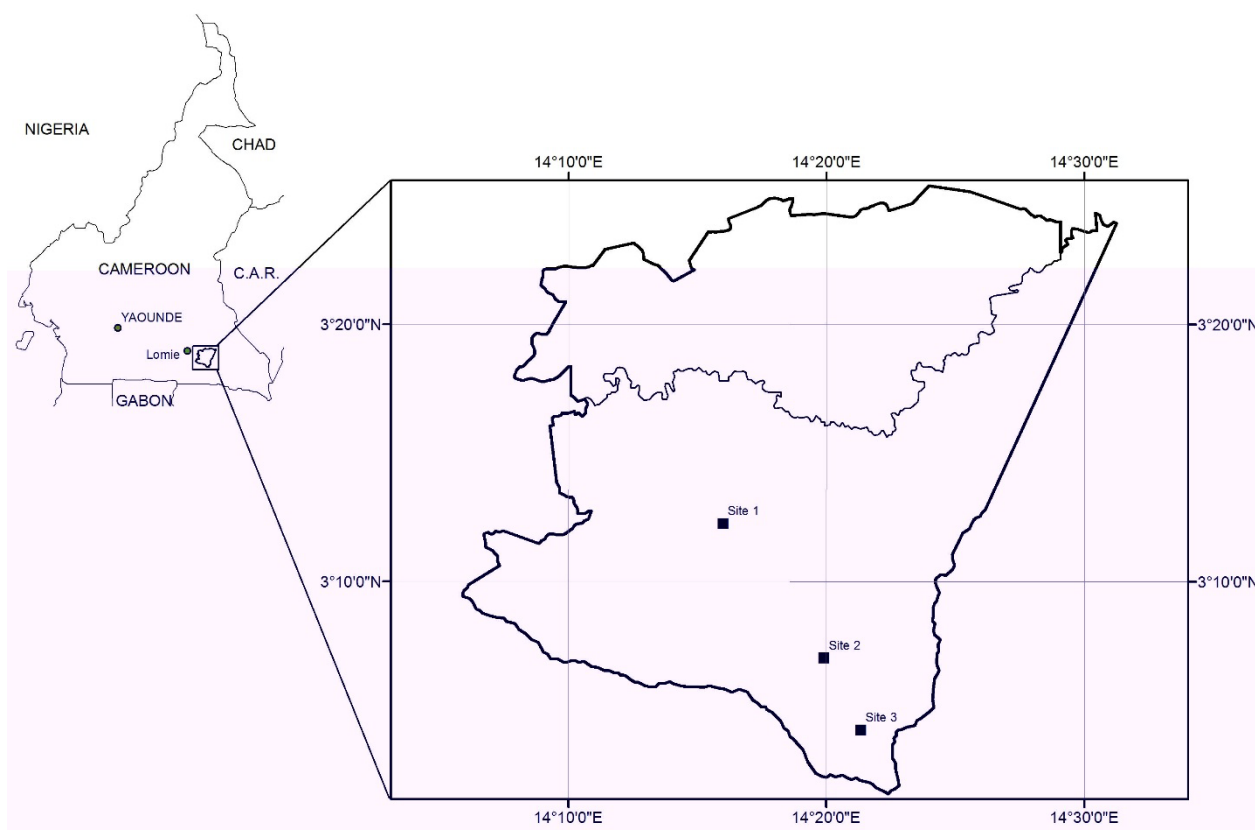 NIGERIA
CHAD
CAMEROON
C.A.R.
YAOUNDE
Lomie
GABON
14°10'0"E
14°20'0"E
14°30'0"E
3°20'0"N
3°20'0"N
Site 1
3°10'0"N
3°10'0"N
Site 2
Site 3
14°10'0"E
14°20'0"E
14°30'0"E